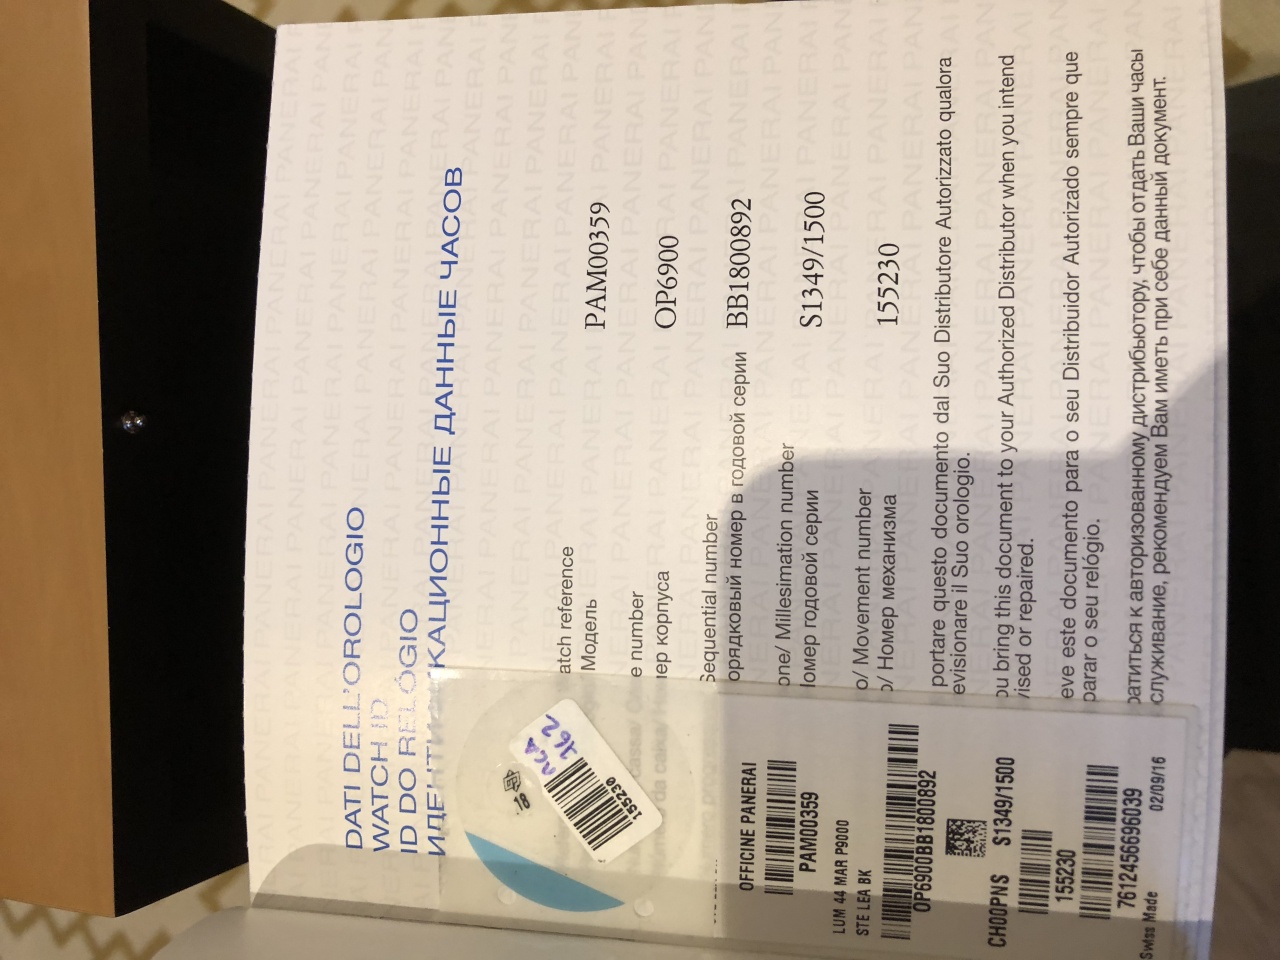 DATI DELL'OROLOGIO
WATCH ID
ID DO RELÓGIO
ИДЕНТИФИКАЦИОННЫЕ ДАННЫЕ ЧАСОВ
atch reference
Модель
PAM00359
e number
ер корпуса
OP6900
Sequential number
орядковый номер в годовой серии
BB1800892
one/ Millesimation number
омер годовой серии
S1349/1500
o/ Movement number
о/ Номер механизма
155230
portare questo documento dal Suo Distributore Autorizzato qualora
evisionare il Suo orologio.
ou bring this document to your Authorized Distributor when you intend
vised or repaired.
eve este documento para o seu Distribuidor Autorizado sempre que
parar o seu relógio.
ратиться к авторизованному дистрибьютору, чтобы отдать Ваши часы
служивание, рекомендуем Вам иметь при себе данный документ.
18
162
155230
OFFICINE PANERAI
PAM00359
LUM 44 MAR P9000
STE LEA BK
OP6900BB1800892
CH00PNS S1349/1500
155230
7612456696039
Swiss Made 02/09/16